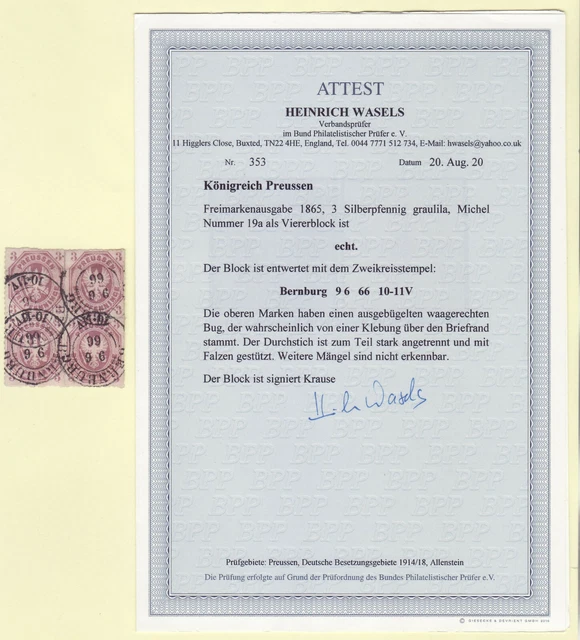 ATTEST
HEINRICH WASELS
Verbandsprüfer
im Bund Philatelistischer Prüfer e. V.
11 Higglers Close, Buxted, TN22 4HE, England, Tel. 0044 7771 512 734, E-Mail: hwasels@yahoo.co.uk
Nr. 353 Datum 20. Aug. 20
Königreich Preussen
Freimarkenausgabe 1865, 3 Silberpfennig graulila, Michel
Nummer 19a als Viererblock ist
echt.
Der Block ist entwertet mit dem Zweikreisstempel:
Bernburg 9 6 66 10-11V
Die oberen Marken haben einen ausgebügelten waagerechten
Bug, der wahrscheinlich von einer Klebung über den Briefrand
stammt. Der Durchstich ist zum Teil stark angetrennt und mit
Falzen gestützt. Weitere Mängel sind nicht erkennbar.
Der Block ist signiert Krause
H Wasels
Prüfgebiete: Preussen, Deutsche Besetzungsgebiete 1914/18, Allenstein
Die Prüfung erfolgte auf Grund der Prüfordnung des Bundes Philatelistischer Prüfer e.V.